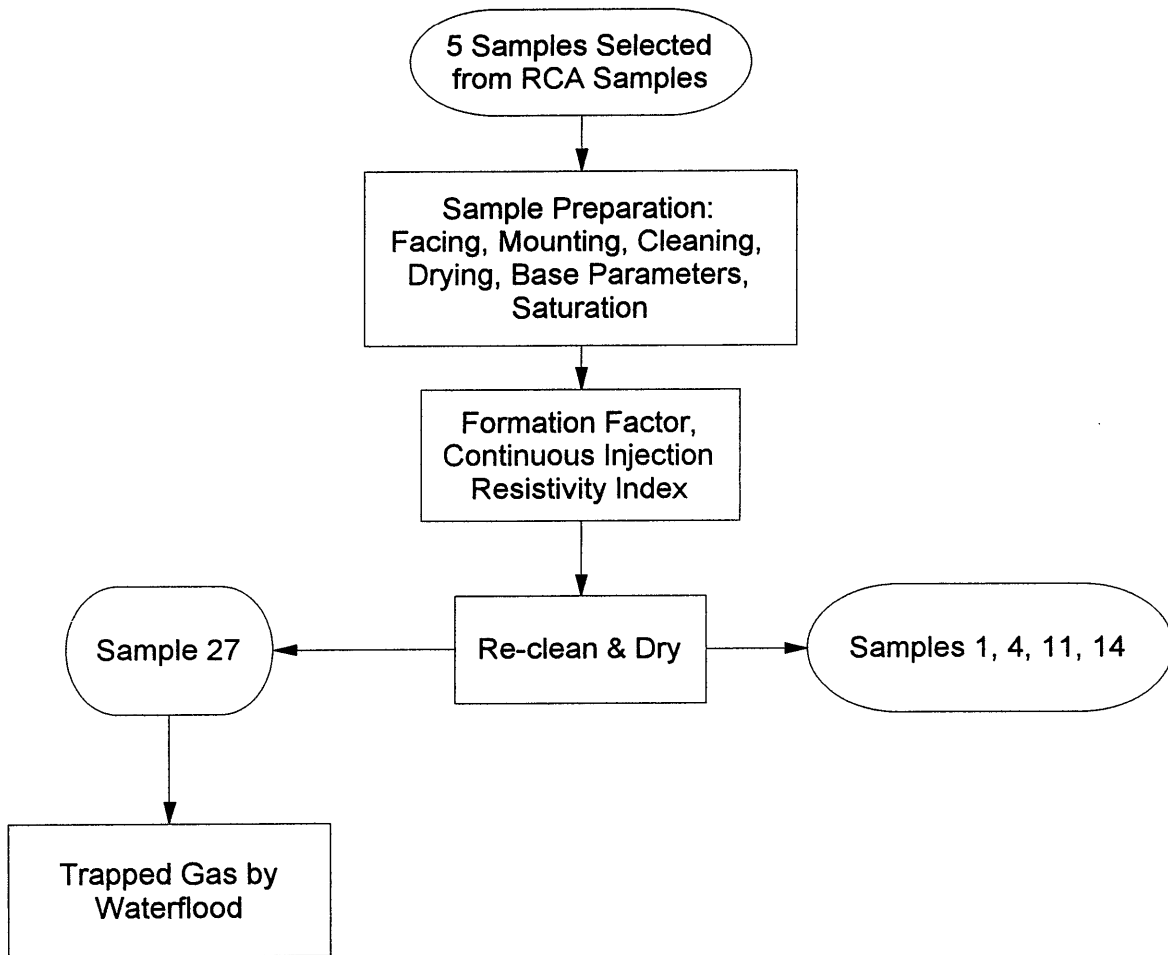 5 Samples Selected
from RCA Samples
Sample Preparation:
Facing, Mounting, Cleaning,
Drying, Base Parameters,
Saturation
Formation Factor,
Continuous Injection
Resistivity Index
Sample 27
Re-clean & Dry
Samples 1, 4, 11, 14
Trapped Gas by
Waterflood